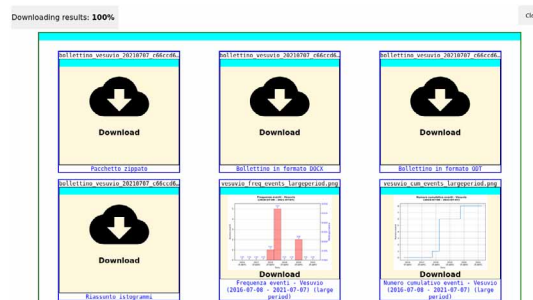 Downloading results: 100%
Clo
bollettino_vesuvio_20210707_c66ccd6…
bollettino_vesuvio_20210707_c66ccd6…
bollettino_vesuvio_20210707_c66ccd6…
Download
Download
Download
Pacchetto zippato
Bollettino in formato DOCX
Bollettino in formato ODT
bollettino_vesuvio_20210707_c66ccd6…
vesuvio_freq_events_largeperiod.png
vesuvio_cum_events_largeperiod.png
Download
Download
Download
Riassunto istogrammi
Frequenza eventi - Vesuvio
(2016-07-08 - 2021-07-07) (large
period)
Numero cumulativo eventi - Vesuvio
(2016-07-08 - 2021-07-07) (large
period)